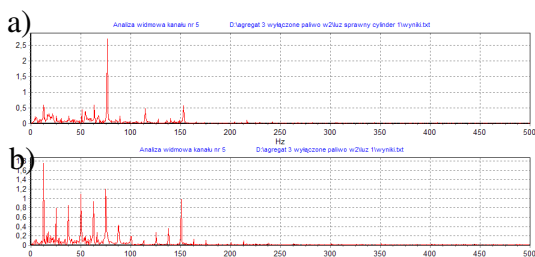 a)
Analiza widmowa kanału nr 5 D:\agregat 3 wyłączone paliwo w2\luz sprawny cylinder 1\wyniki.txt
2,5
2
1,5
1
0,5
0
0 50 100 150 200 250 300 350 400 450 500
Hz
b)
Analiza widmowa kanału nr 5 D:\agregat 3 wyłączone paliwo w2\luz 1\wyniki.txt
1,8
1,6
1,4
1,2
1
0,8
0,6
0,4
0,2
0
0 50 100 150 200 250 300 350 400 450 500